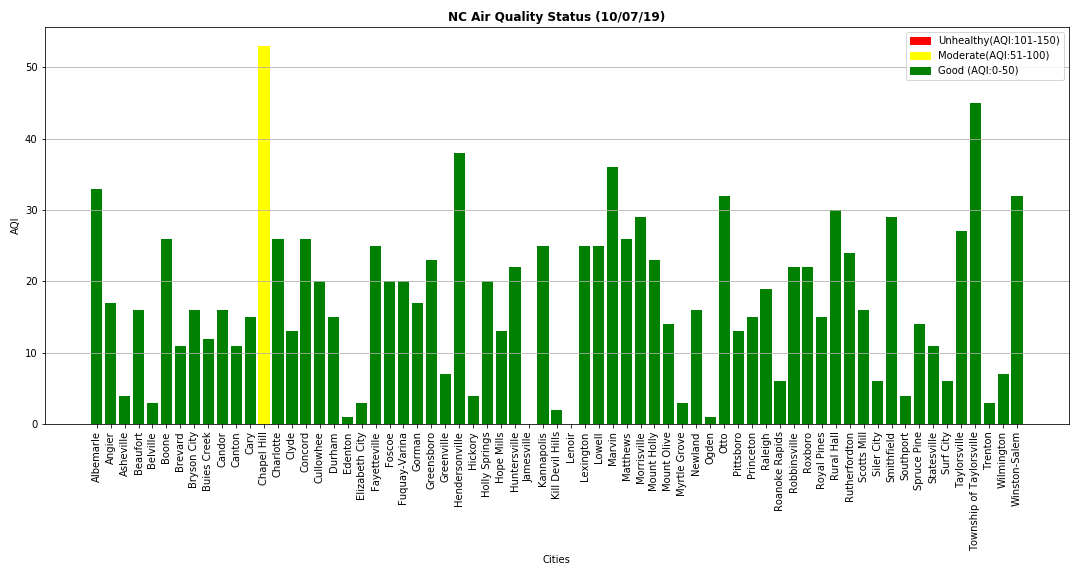 NC Air Quality Status (10/07/19)
Unhealthy(AQI:101-150)
Moderate(AQI:51-100)
Good (AQI:0-50)
AQI
50
40
30
20
10
0
Albemarle
Angier
Asheville
Beaufort
Belville
Boone
Brevard
Bryson City
Buies Creek
Candor
Canton
Cary
Chapel Hill
Charlotte
Clyde
Concord
Cullowhee
Durham
Edenton
Elizabeth City
Fayetteville
Foscoe
Fuquay-Varina
Gorman
Greensboro
Greenville
Hendersonville
Hickory
Holly Springs
Hope Mills
Huntersville
Jamesville
Kannapolis
Kill Devil Hills
Lenoir
Lexington
Lowell
Marvin
Matthews
Morrisville
Mount Holly
Mount Olive
Myrtle Grove
Newland
Ogden
Otto
Pittsboro
Princeton
Raleigh
Roanoke Rapids
Robbinsville
Roxboro
Royal Pines
Rural Hall
Rutherfordton
Scotts Mill
Siler City
Smithfield
Southport
Spruce Pine
Statesville
Surf City
Taylorsville
Township of Taylorsville
Trenton
Wilmington
Winston-Salem
Cities